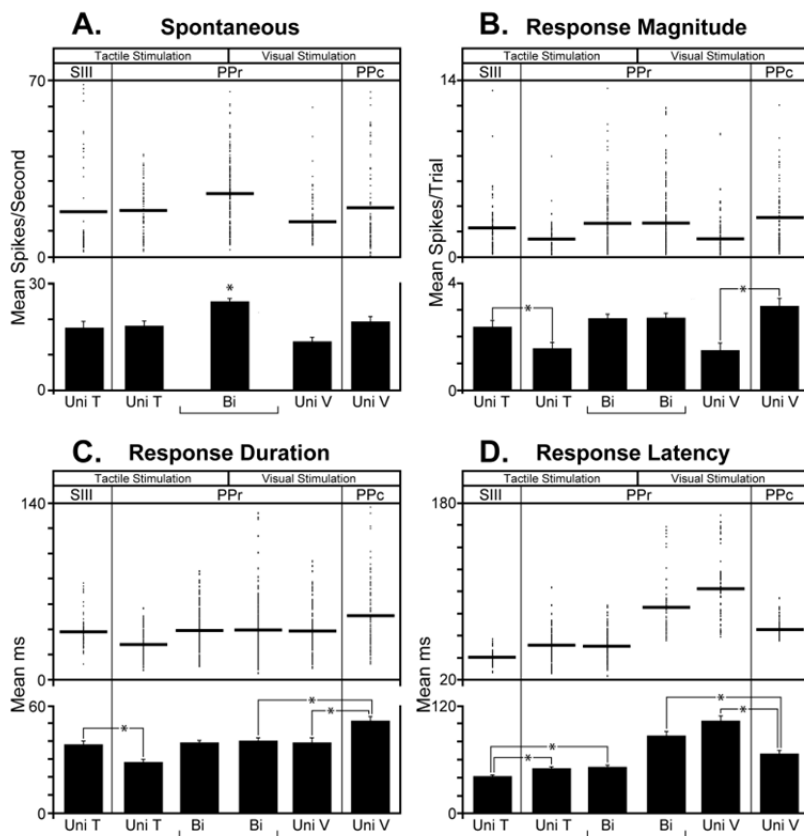 A. Spontaneous
Tactile Stimulation Visual Stimulation
SIII PPr PPc
70
Mean Spikes/Second
0
30
*
0
Uni T Uni T Bi Uni V Uni V
B. Response Magnitude
Tactile Stimulation Visual Stimulation
SIII PPr PPc
14
Mean Spikes/Trial
0
4
* *
0
Uni T Uni T Bi Bi Uni V Uni V
C. Response Duration
Tactile Stimulation Visual Stimulation
SIII PPr PPc
140
Mean ms
0
60
*
* *
0
Uni T Uni T Bi Bi Uni V Uni V
D. Response Latency
Tactile Stimulation Visual Stimulation
SIII PPr PPc
180
Mean ms
20
120
*
*
*
*
0
Uni T Uni T Bi Bi Uni V Uni V